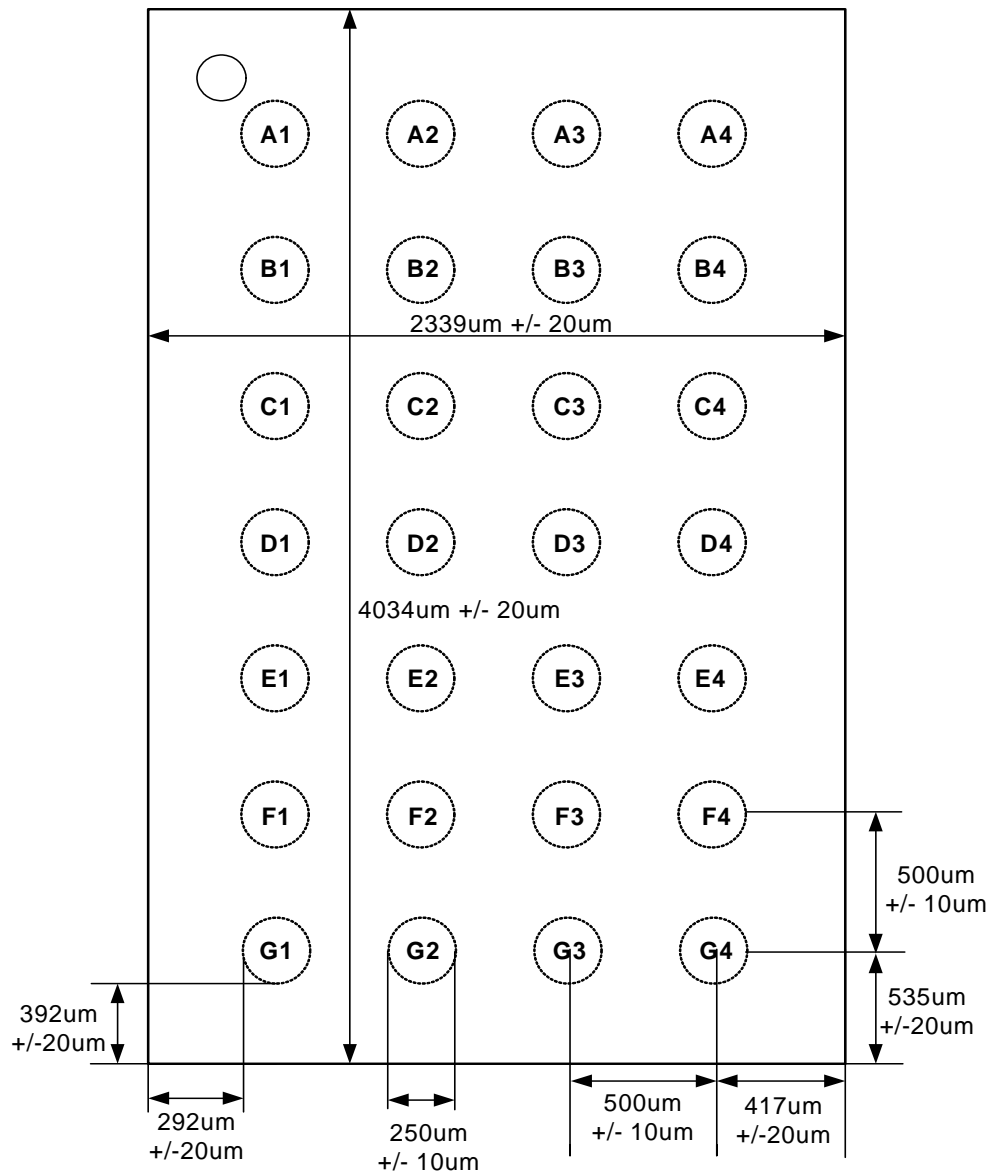 A1 A2 A3 A4
B1 B2 B3 B4
2339um +/- 20um
C1 C2 C3 C4
D1 D2 D3 D4
4034um +/- 20um
E1 E2 E3 E4
F1 F2 F3 F4
500um
+/- 10um
G1 G2 G3 G4
392um
+/-20um
535um
+/-20um
292um
+/-20um
250um
+/- 10um
500um
+/- 10um
417um
+/-20um